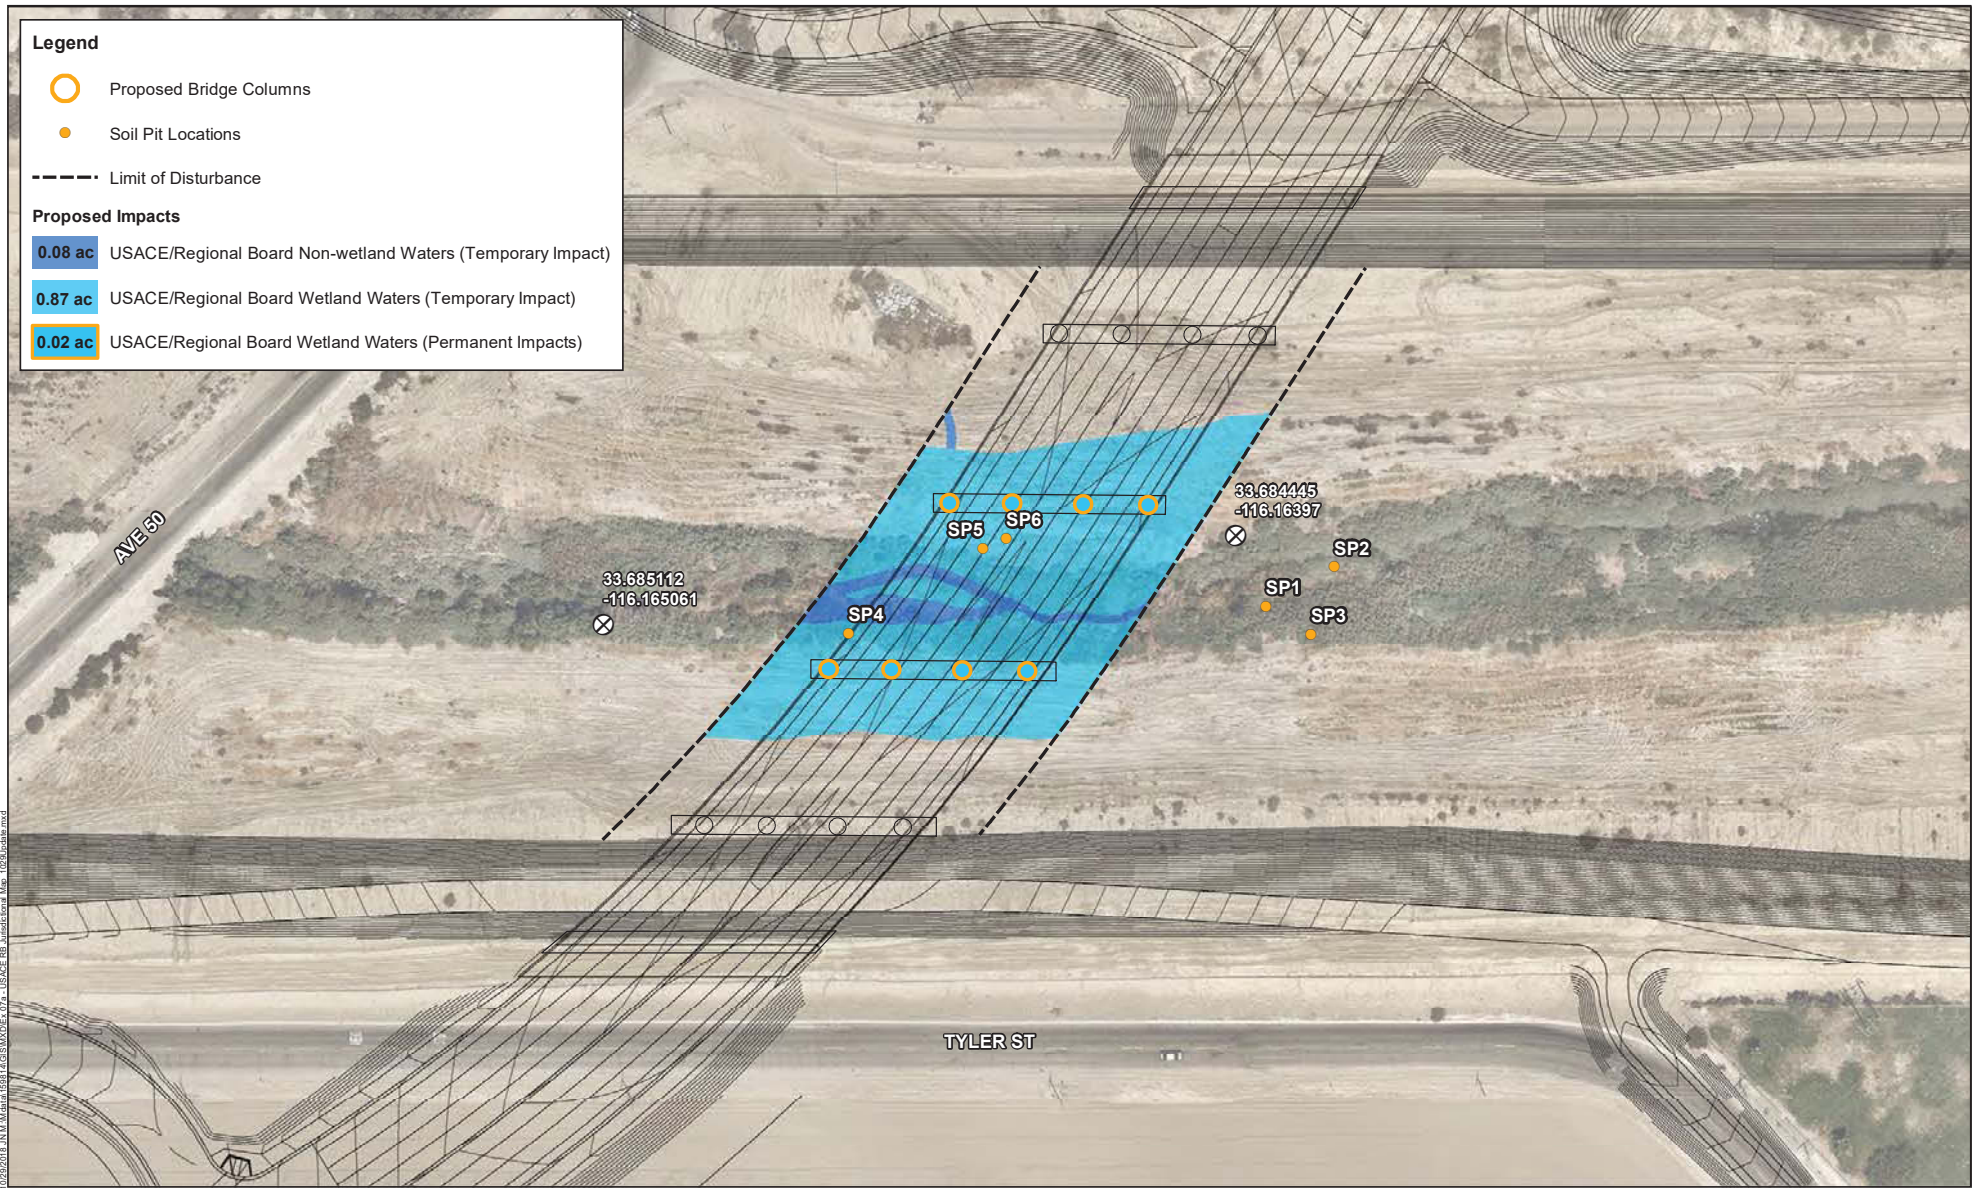 Legend
Proposed Bridge Columns
Soil Pit Locations
Limit of Disturbance
Proposed Impacts
0.08 ac USACE/Regional Board Non-wetland Waters (Temporary Impact)
0.87 ac USACE/Regional Board Wetland Waters (Temporary Impact)
0.02 ac USACE/Regional Board Wetland Waters (Permanent Impacts)
AVE 50
33.684445
-116.16397
SP6
SP5
SP2
33.685112
-116.165061
SP1
SP4
SP3
TYLER ST